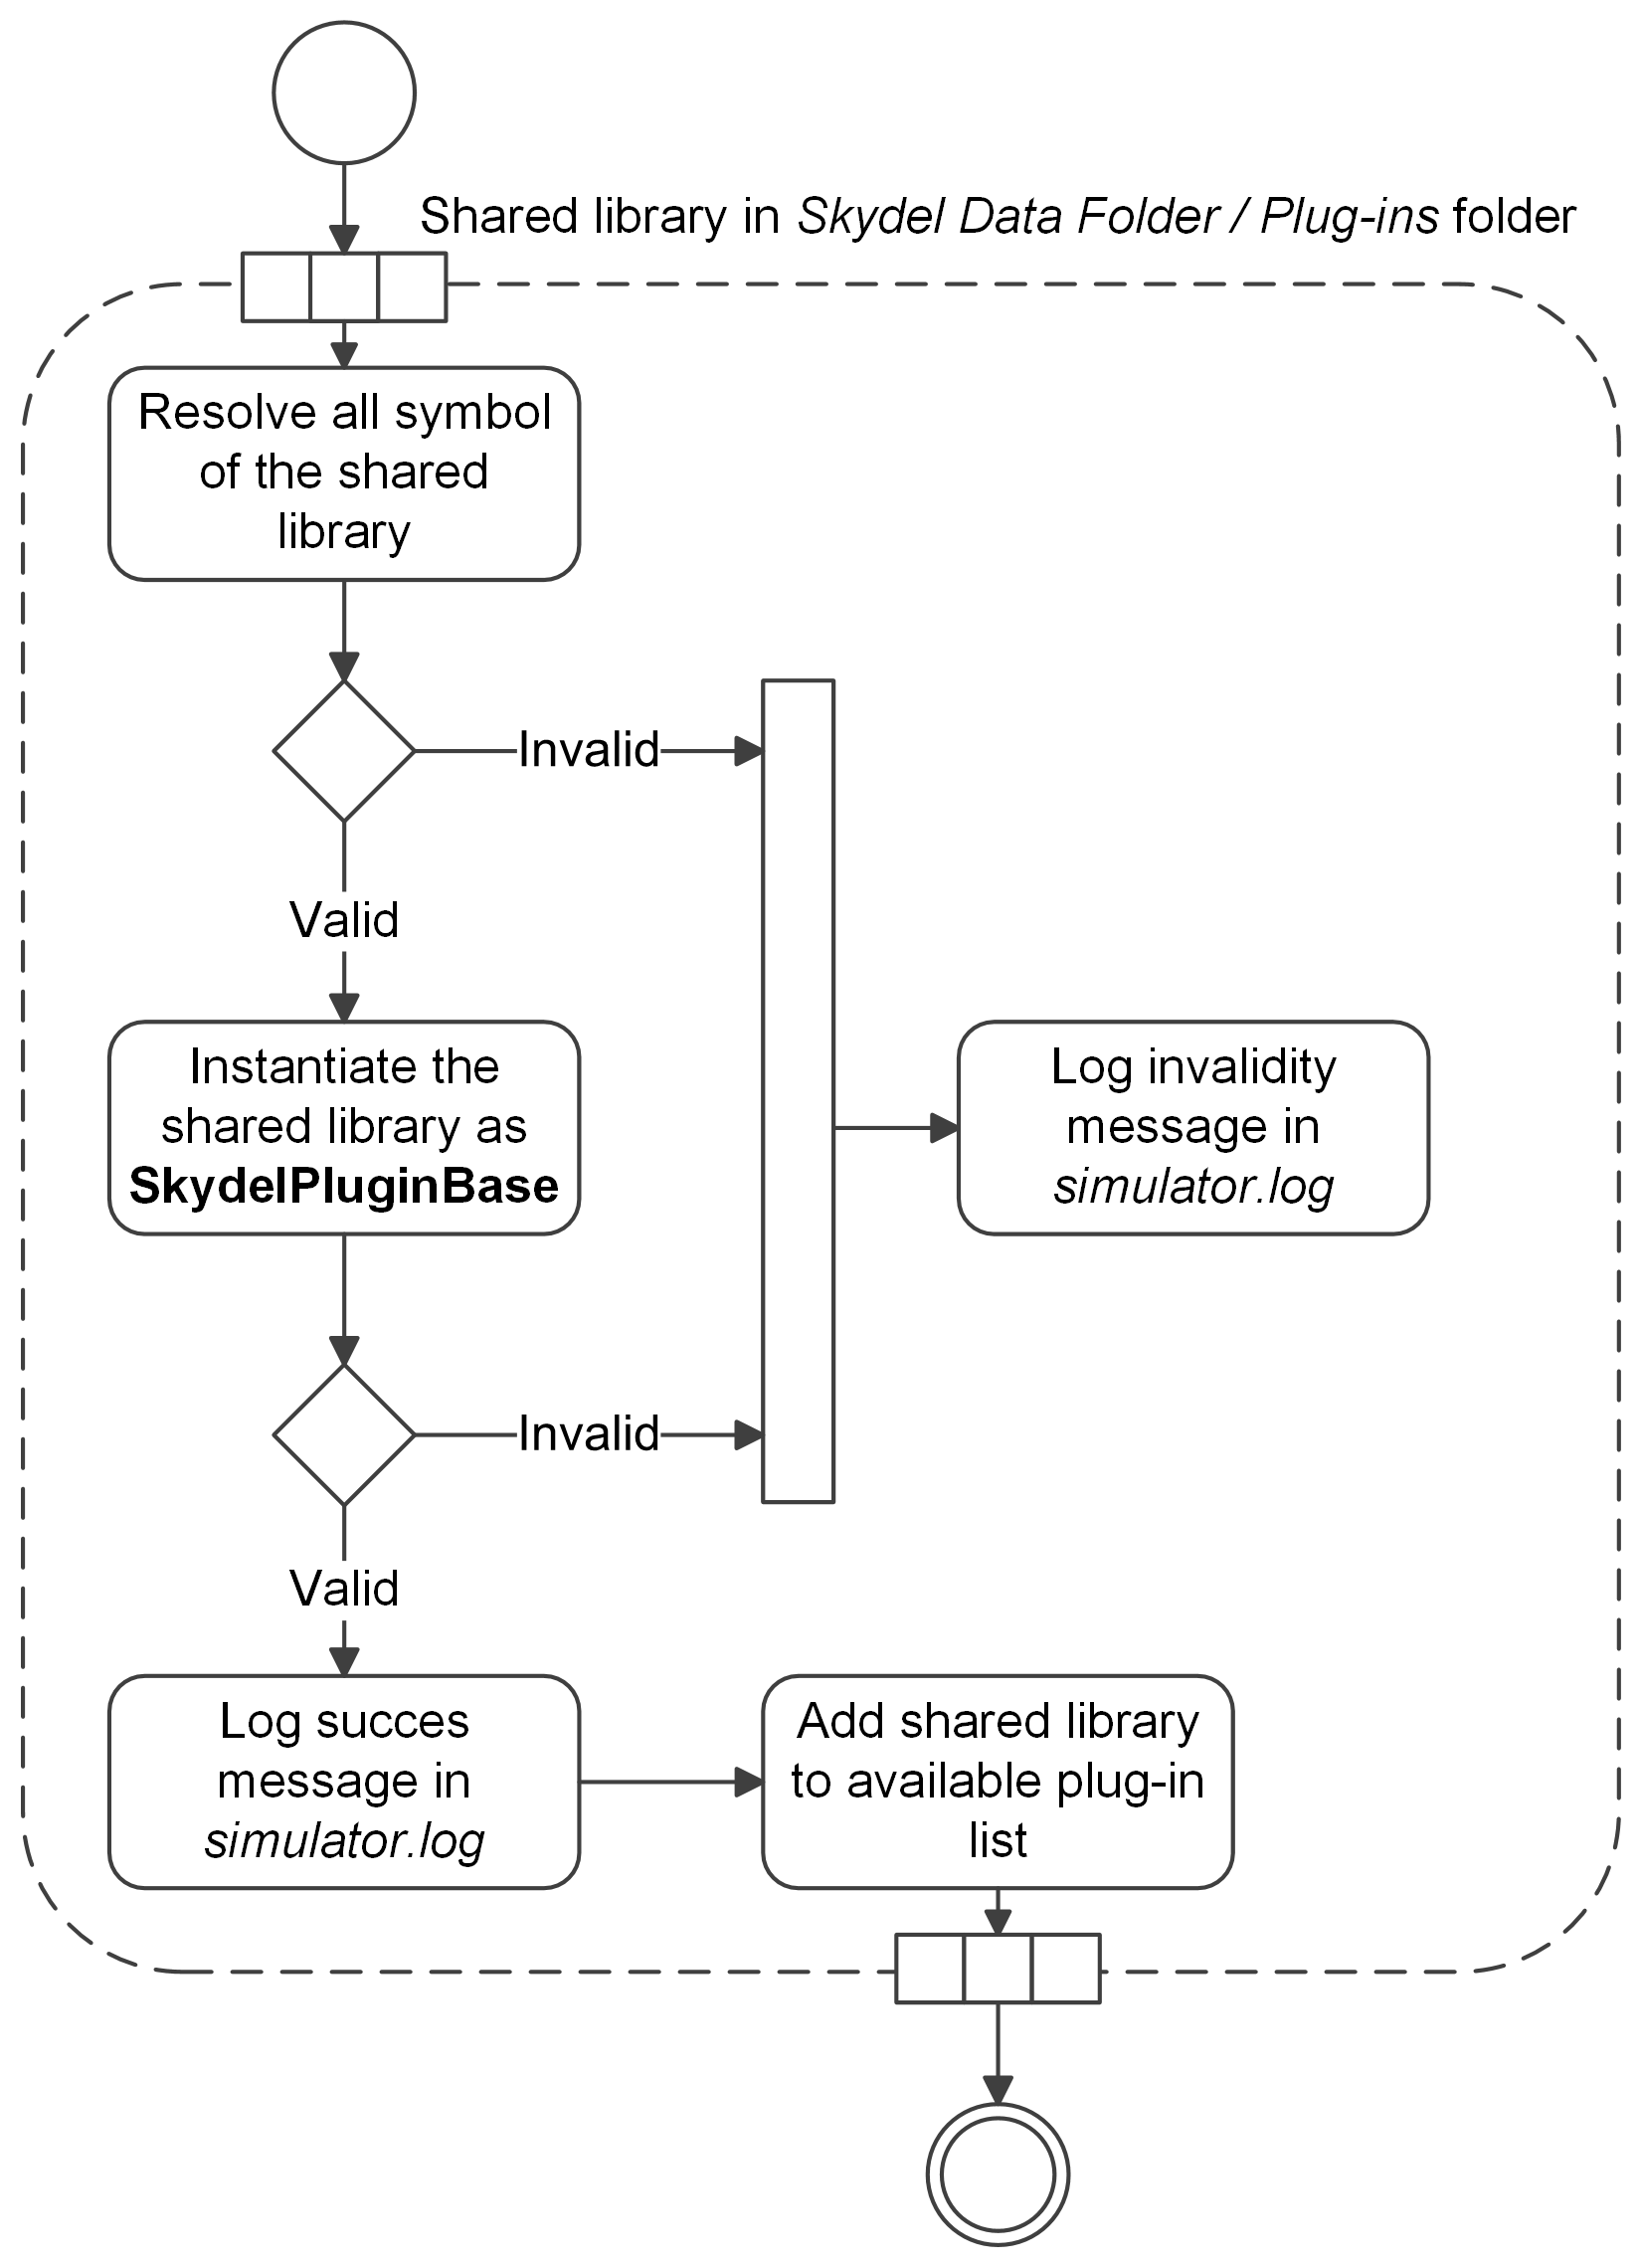 Shared library in Skydel Data Folder / Plug-ins folder
Resolve all symbol
of the shared
library
Invalid
Valid
Instantiate the
shared library as
SkydelPluginBase
Log invalidity
message in
simulator.log
Invalid
Valid
Log succes
message in
simulator.log
Add shared library
to available plug-in
list